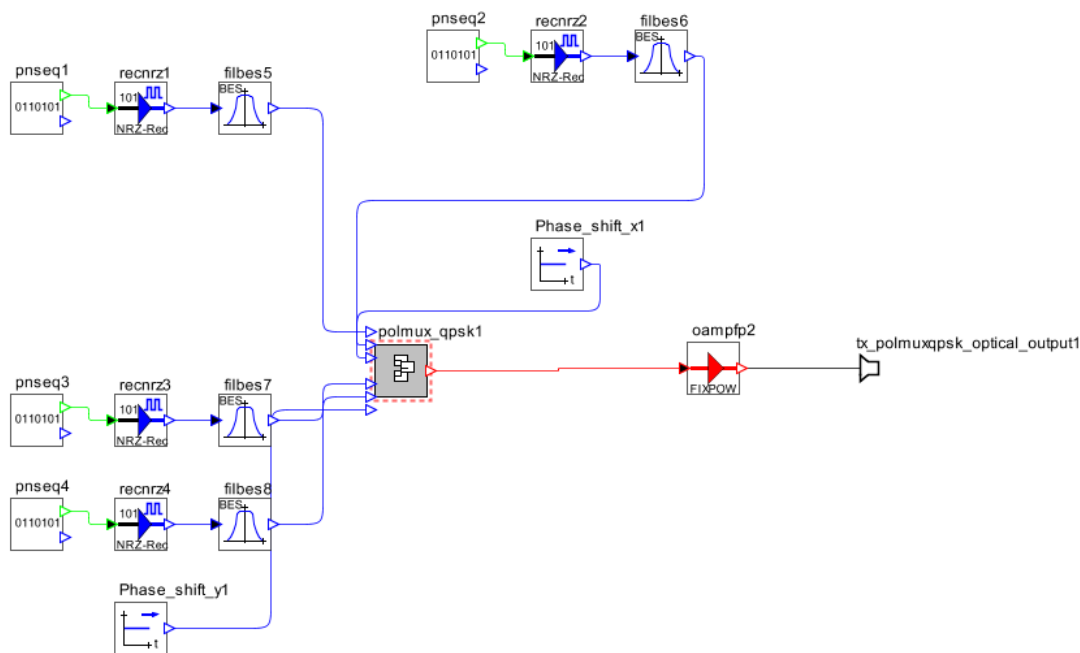 pnseq2
recnrz2
filbes6
0110101
101
NRZ-Rec
BES
pnseq1
recnrz1
filbes5
0110101
101
NRZ-Rec
BES
Phase_shift_x1
t
polmux_qpsk1
oampfp2
FIXPOW
tx_polmuxqpsk_optical_output1
pnseq3
recnrz3
filbes7
0110101
101
NRZ-Rec
BES
pnseq4
recnrz4
filbes8
0110101
101
NRZ-Rec
BES
Phase_shift_y1
t